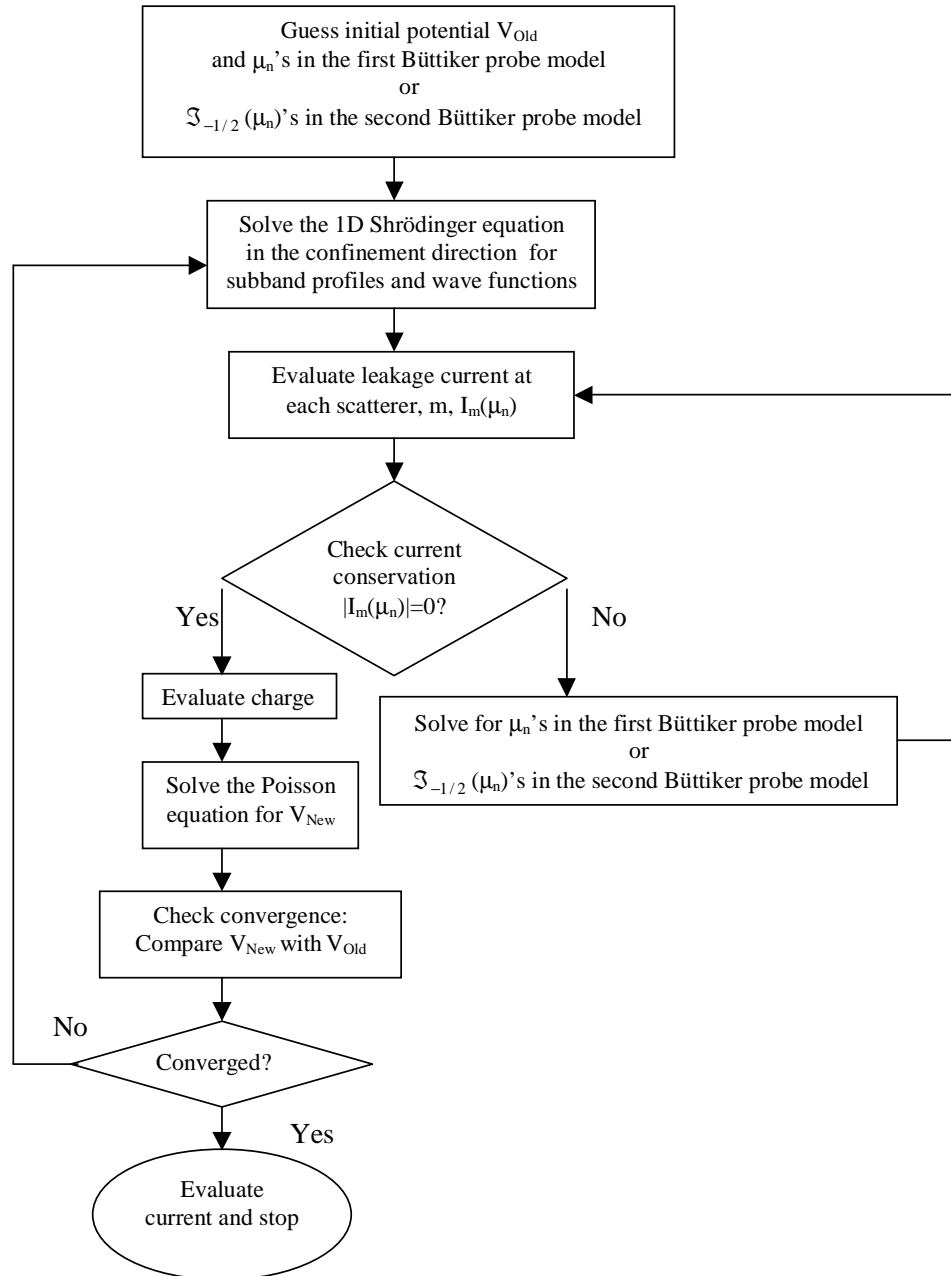 Guess initial potential V_Old
and μ_n's in the first Büttiker probe model
or
ℑ_−1/2 (μ_n)'s in the second Büttiker probe model
Solve the 1D Shrödinger equation
in the confinement direction for
subband profiles and wave functions
Evaluate leakage current at
each scatterer, m, I_m(μ_n)
Check current
conservation
|I_m(μ_n)|=0?
Yes
No
Evaluate charge
Solve for μ_n's in the first Büttiker probe model
or
ℑ_−1/2 (μ_n)'s in the second Büttiker probe model
Solve the Poisson
equation for V_New
Check convergence:
Compare V_New with V_Old
No
Converged?
Yes
Evaluate
current and stop